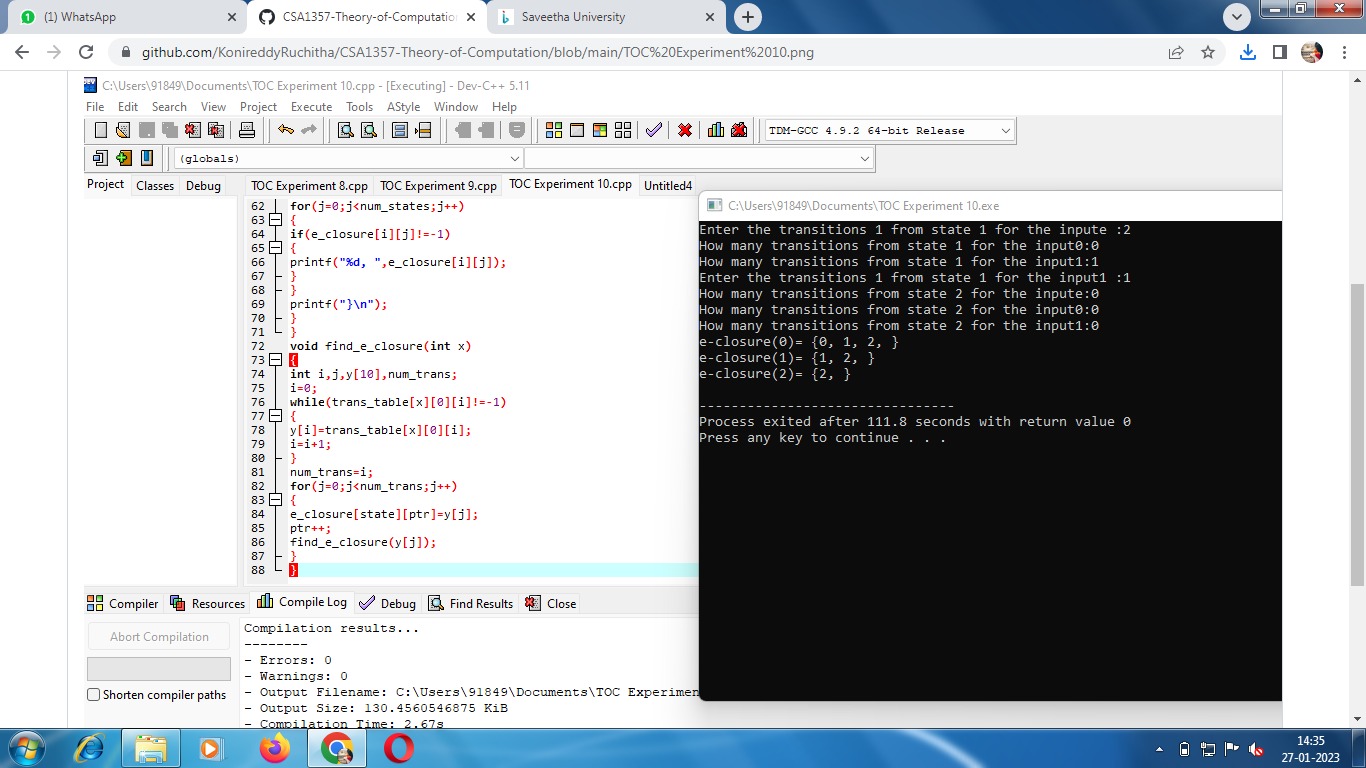 (1) WhatsApp
CSA1357-Theory-of-Computation
Saveetha University
github.com/KonireddyRuchitha/CSA1357-Theory-of-Computation/blob/main/TOC%20Experiment%2010.png
C:\Users\91849\Documents\TOC Experiment 10.cpp - [Executing] - Dev-C++ 5.11
File Edit Search View Project Execute Tools AStyle Window Help
TDM-GCC 4.9.2 64-bit Release
(globals)
Project Classes Debug
TOC Experiment 8.cpp TOC Experiment 9.cpp TOC Experiment 10.cpp Untitled4
62 for(j=0;j<num_states;j++)
63 {
64 if(e_closure[i][j]!=-1)
65 {
66 printf("%d, ",e_closure[i][j]);
67 }
68 }
69 printf("}\n");
70 }
71 }
72 void find_e_closure(int x)
73 {
74 int i,j,y[10],num_trans;
75 i=0;
76 while(trans_table[x][0][i]!=-1)
77 {
78 y[i]=trans_table[x][0][i];
79 i=i+1;
80 }
81 num_trans=i;
82 for(j=0;j<num_trans;j++)
83 {
84 e_closure[state][ptr]=y[j];
85 ptr++;
86 find_e_closure(y[j]);
87 }
88 }
C:\Users\91849\Documents\TOC Experiment 10.exe
Enter the transitions 1 from state 1 for the inpute :2
How many transitions from state 1 for the input0:0
How many transitions from state 1 for the input1:1
Enter the transitions 1 from state 1 for the input1 :1
How many transitions from state 2 for the inpute:0
How many transitions from state 2 for the input0:0
How many transitions from state 2 for the input1:0
e-closure(0)= {0, 1, 2, }
e-closure(1)= {1, 2, }
e-closure(2)= {2, }
--------------------------------
Process exited after 111.8 seconds with return value 0
Press any key to continue . . .
Compiler Resources Compile Log Debug Find Results Close
Abort Compilation
Shorten compiler paths
Compilation results...
--------
- Errors: 0
- Warnings: 0
- Output Filename: C:\Users\91849\Documents\TOC Experimen
- Output Size: 130.4560546875 KiB
- Compilation Time: 2.67s
14:35
27-01-2023